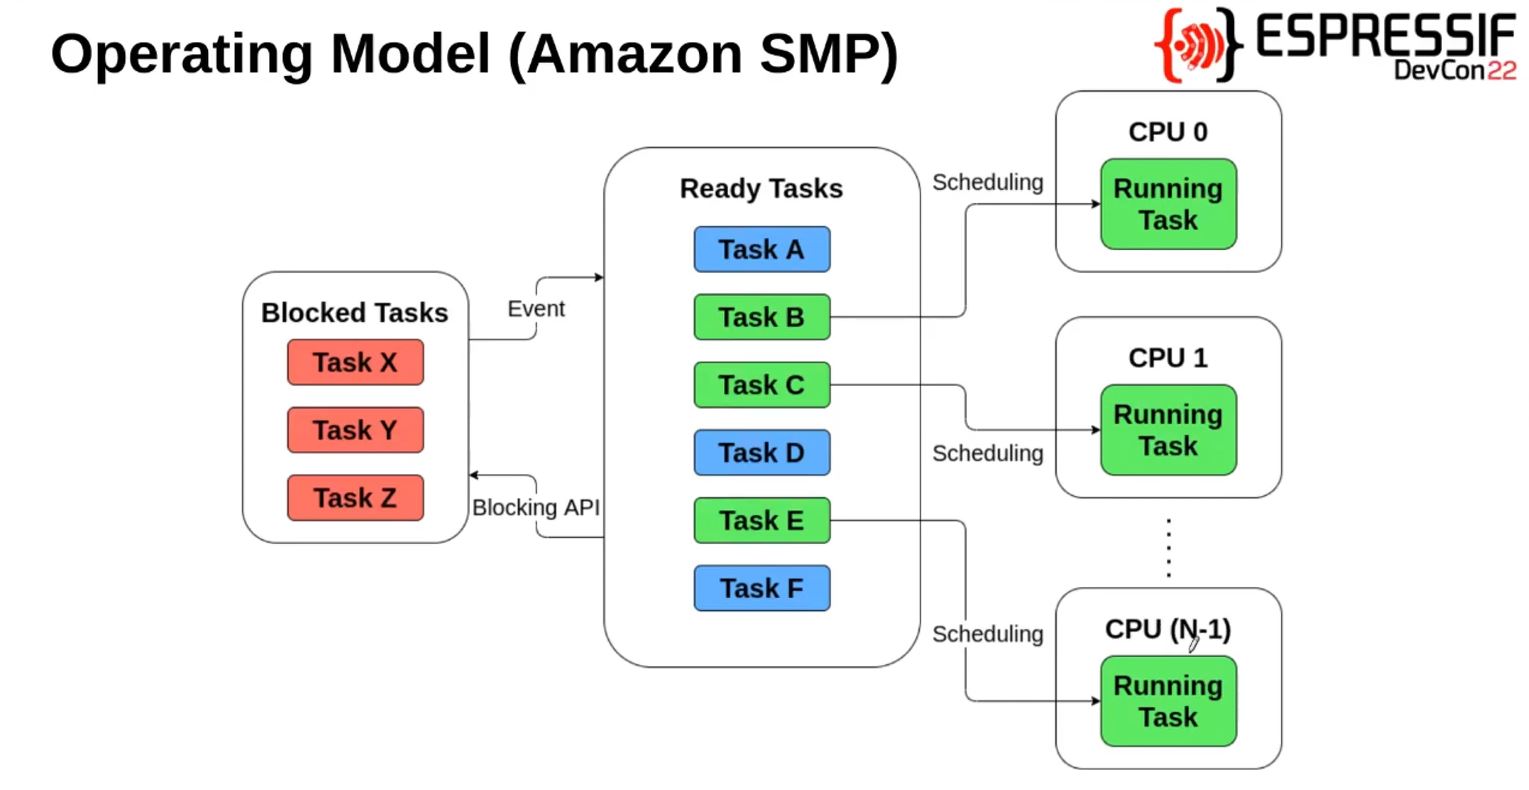 Operating Model (Amazon SMP)
ESPRESSIF
DevCon22
Blocked Tasks
Task X
Task Y
Task Z
Event
Blocking API
Ready Tasks
Task A
Task B
Task C
Task D
Task E
Task F
Scheduling
Scheduling
Scheduling
CPU 0
Running
Task
CPU 1
Running
Task
CPU (N-1)
Running
Task